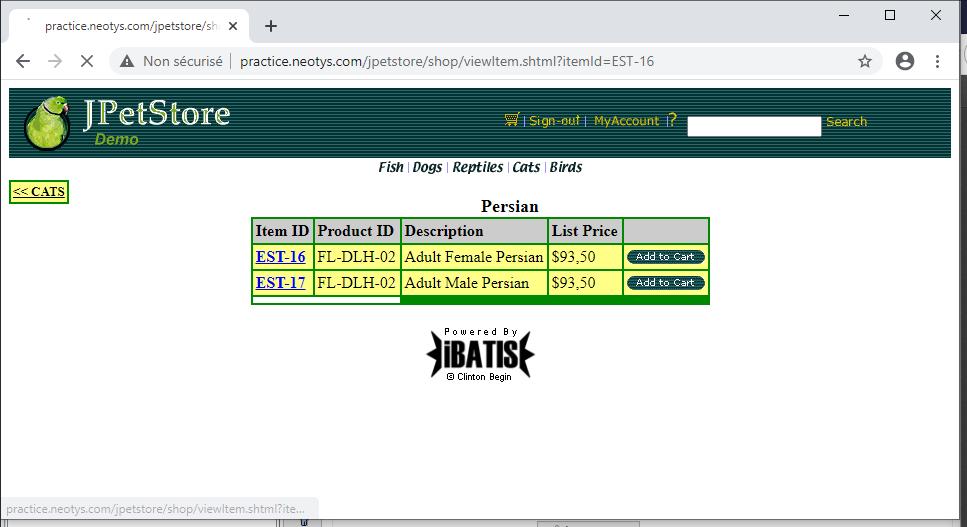 practice.neotys.com/jpetstore/sh
Non sécurisé | practice.neotys.com/jpetstore/shop/viewItem.shtml?itemId=EST-16
JPetStore
Demo
Sign-out | MyAccount | ? Search
Fish | Dogs | Reptiles | Cats | Birds
<< CATS
Persian
Item ID Product ID Description List Price
EST-16 FL-DLH-02 Adult Female Persian $93,50 Add to Cart
EST-17 FL-DLH-02 Adult Male Persian $93,50 Add to Cart
Powered By
iBATIS
© Clinton Begin
practice.neotys.com/jpetstore/shop/viewItem.shtml?ite...